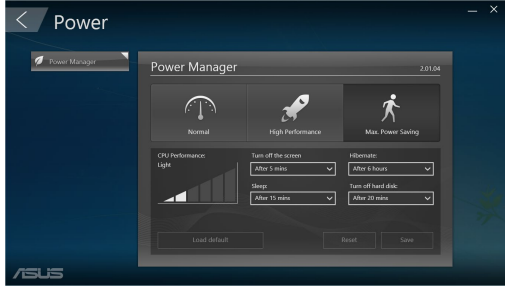 Power
Power Manager
Power Manager 2.01.04
Normal High Performance Max. Power Saving
CPU Performance: Turn off the screen Hibernate:
Light After 5 mins After 6 hours
Sleep: Turn off hard disk:
After 15 mins After 20 mins
Load default Reset Save
ASUS